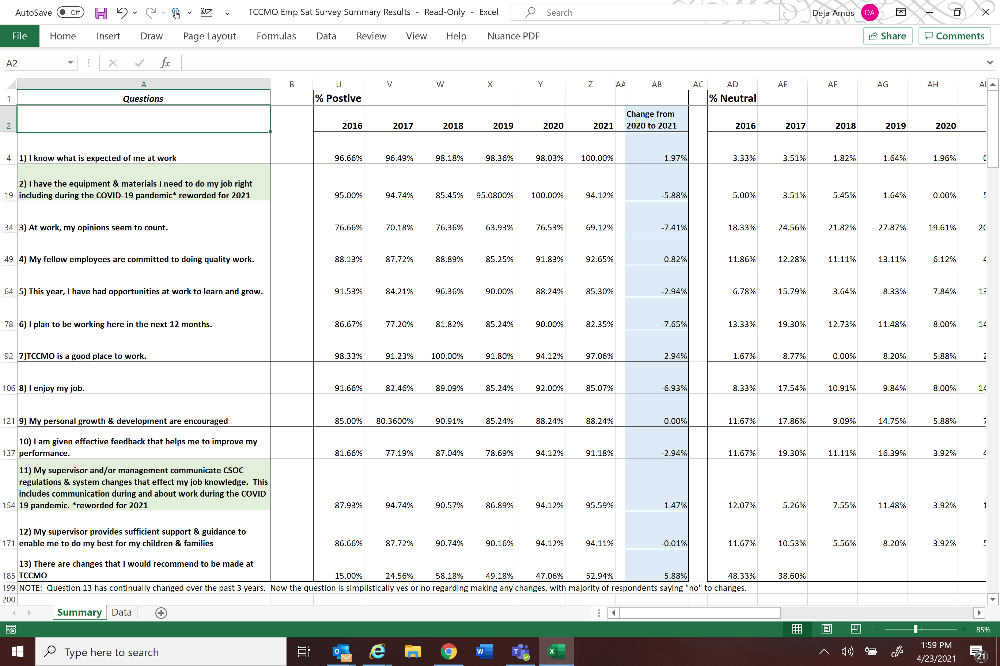 AutoSave Off TCCMO Emp Sat Survey Summary Results - Read-Only - Excel Search Deja Amos DA
File Home Insert Draw Page Layout Formulas Data Review View Help Nuance PDF Share Comments
A2 fx
A B U V W X Y Z AA AB AC AD AE AF AG AH
1 Questions % Postive % Neutral
Change from
2 2016 2017 2018 2019 2020 2021 2020 to 2021 2016 2017 2018 2019 2020
4 1) I know what is expected of me at work 96.66% 96.49% 98.18% 98.36% 98.03% 100.00% 1.97% 3.33% 3.51% 1.82% 1.64% 1.96%
2) I have the equipment & materials I need to do my job right
19 including during the COVID-19 pandemic* reworded for 2021 95.00% 94.74% 85.45% 95.0800% 100.00% 94.12% -5.88% 5.00% 3.51% 5.45% 1.64% 0.00%
34 3) At work, my opinions seem to count. 76.66% 70.18% 76.36% 63.93% 76.53% 69.12% -7.41% 18.33% 24.56% 21.82% 27.87% 19.61% 20
49 4) My fellow employees are committed to doing quality work. 88.13% 87.72% 88.89% 85.25% 91.83% 92.65% 0.82% 11.86% 12.28% 11.11% 13.11% 6.12%
64 5) This year, I have had opportunities at work to learn and grow. 91.53% 84.21% 96.36% 90.00% 88.24% 85.30% -2.94% 6.78% 15.79% 3.64% 8.33% 7.84% 13
78 6) I plan to be working here in the next 12 months. 86.67% 77.20% 81.82% 85.24% 90.00% 82.35% -7.65% 13.33% 19.30% 12.73% 11.48% 8.00% 14
92 7)TCCMO is a good place to work. 98.33% 91.23% 100.00% 91.80% 94.12% 97.06% 2.94% 1.67% 8.77% 0.00% 8.20% 5.88%
106 8) I enjoy my job. 91.66% 82.46% 89.09% 85.24% 92.00% 85.07% -6.93% 8.33% 17.54% 10.91% 9.84% 8.00% 14
121 9) My personal growth & development are encouraged 85.00% 80.3600% 90.91% 85.24% 88.24% 88.24% 0.00% 11.67% 17.86% 9.09% 14.75% 5.88%
10) I am given effective feedback that helps me to improve my
137 performance. 81.66% 77.19% 87.04% 78.69% 94.12% 91.18% -2.94% 11.67% 19.30% 11.11% 16.39% 3.92%
11) My supervisor and/or management communicate CSOC
regulations & system changes that effect my job knowledge. This
includes communication during and about work during the COVID
154 19 pandemic. *reworded for 2021 87.93% 94.74% 90.57% 86.89% 94.12% 95.59% 1.47% 12.07% 5.26% 7.55% 11.48% 3.92%
12) My supervisor provides sufficient support & guidance to
171 enable me to do my best for my children & families 86.66% 87.72% 90.74% 90.16% 94.12% 94.11% -0.01% 11.67% 10.53% 5.56% 8.20% 3.92%
13) There are changes that I would recommend to be made at
185 TCCMO 15.00% 24.56% 58.18% 49.18% 47.06% 52.94% 5.88% 48.33% 38.60%
199 NOTE: Question 13 has continually changed over the past 3 years. Now the question is simplistically yes or no regarding making any changes, with majority of respondents saying "no" to changes.
200
Summary Data
85%
Type here to search
1:59 PM
4/23/2021
21